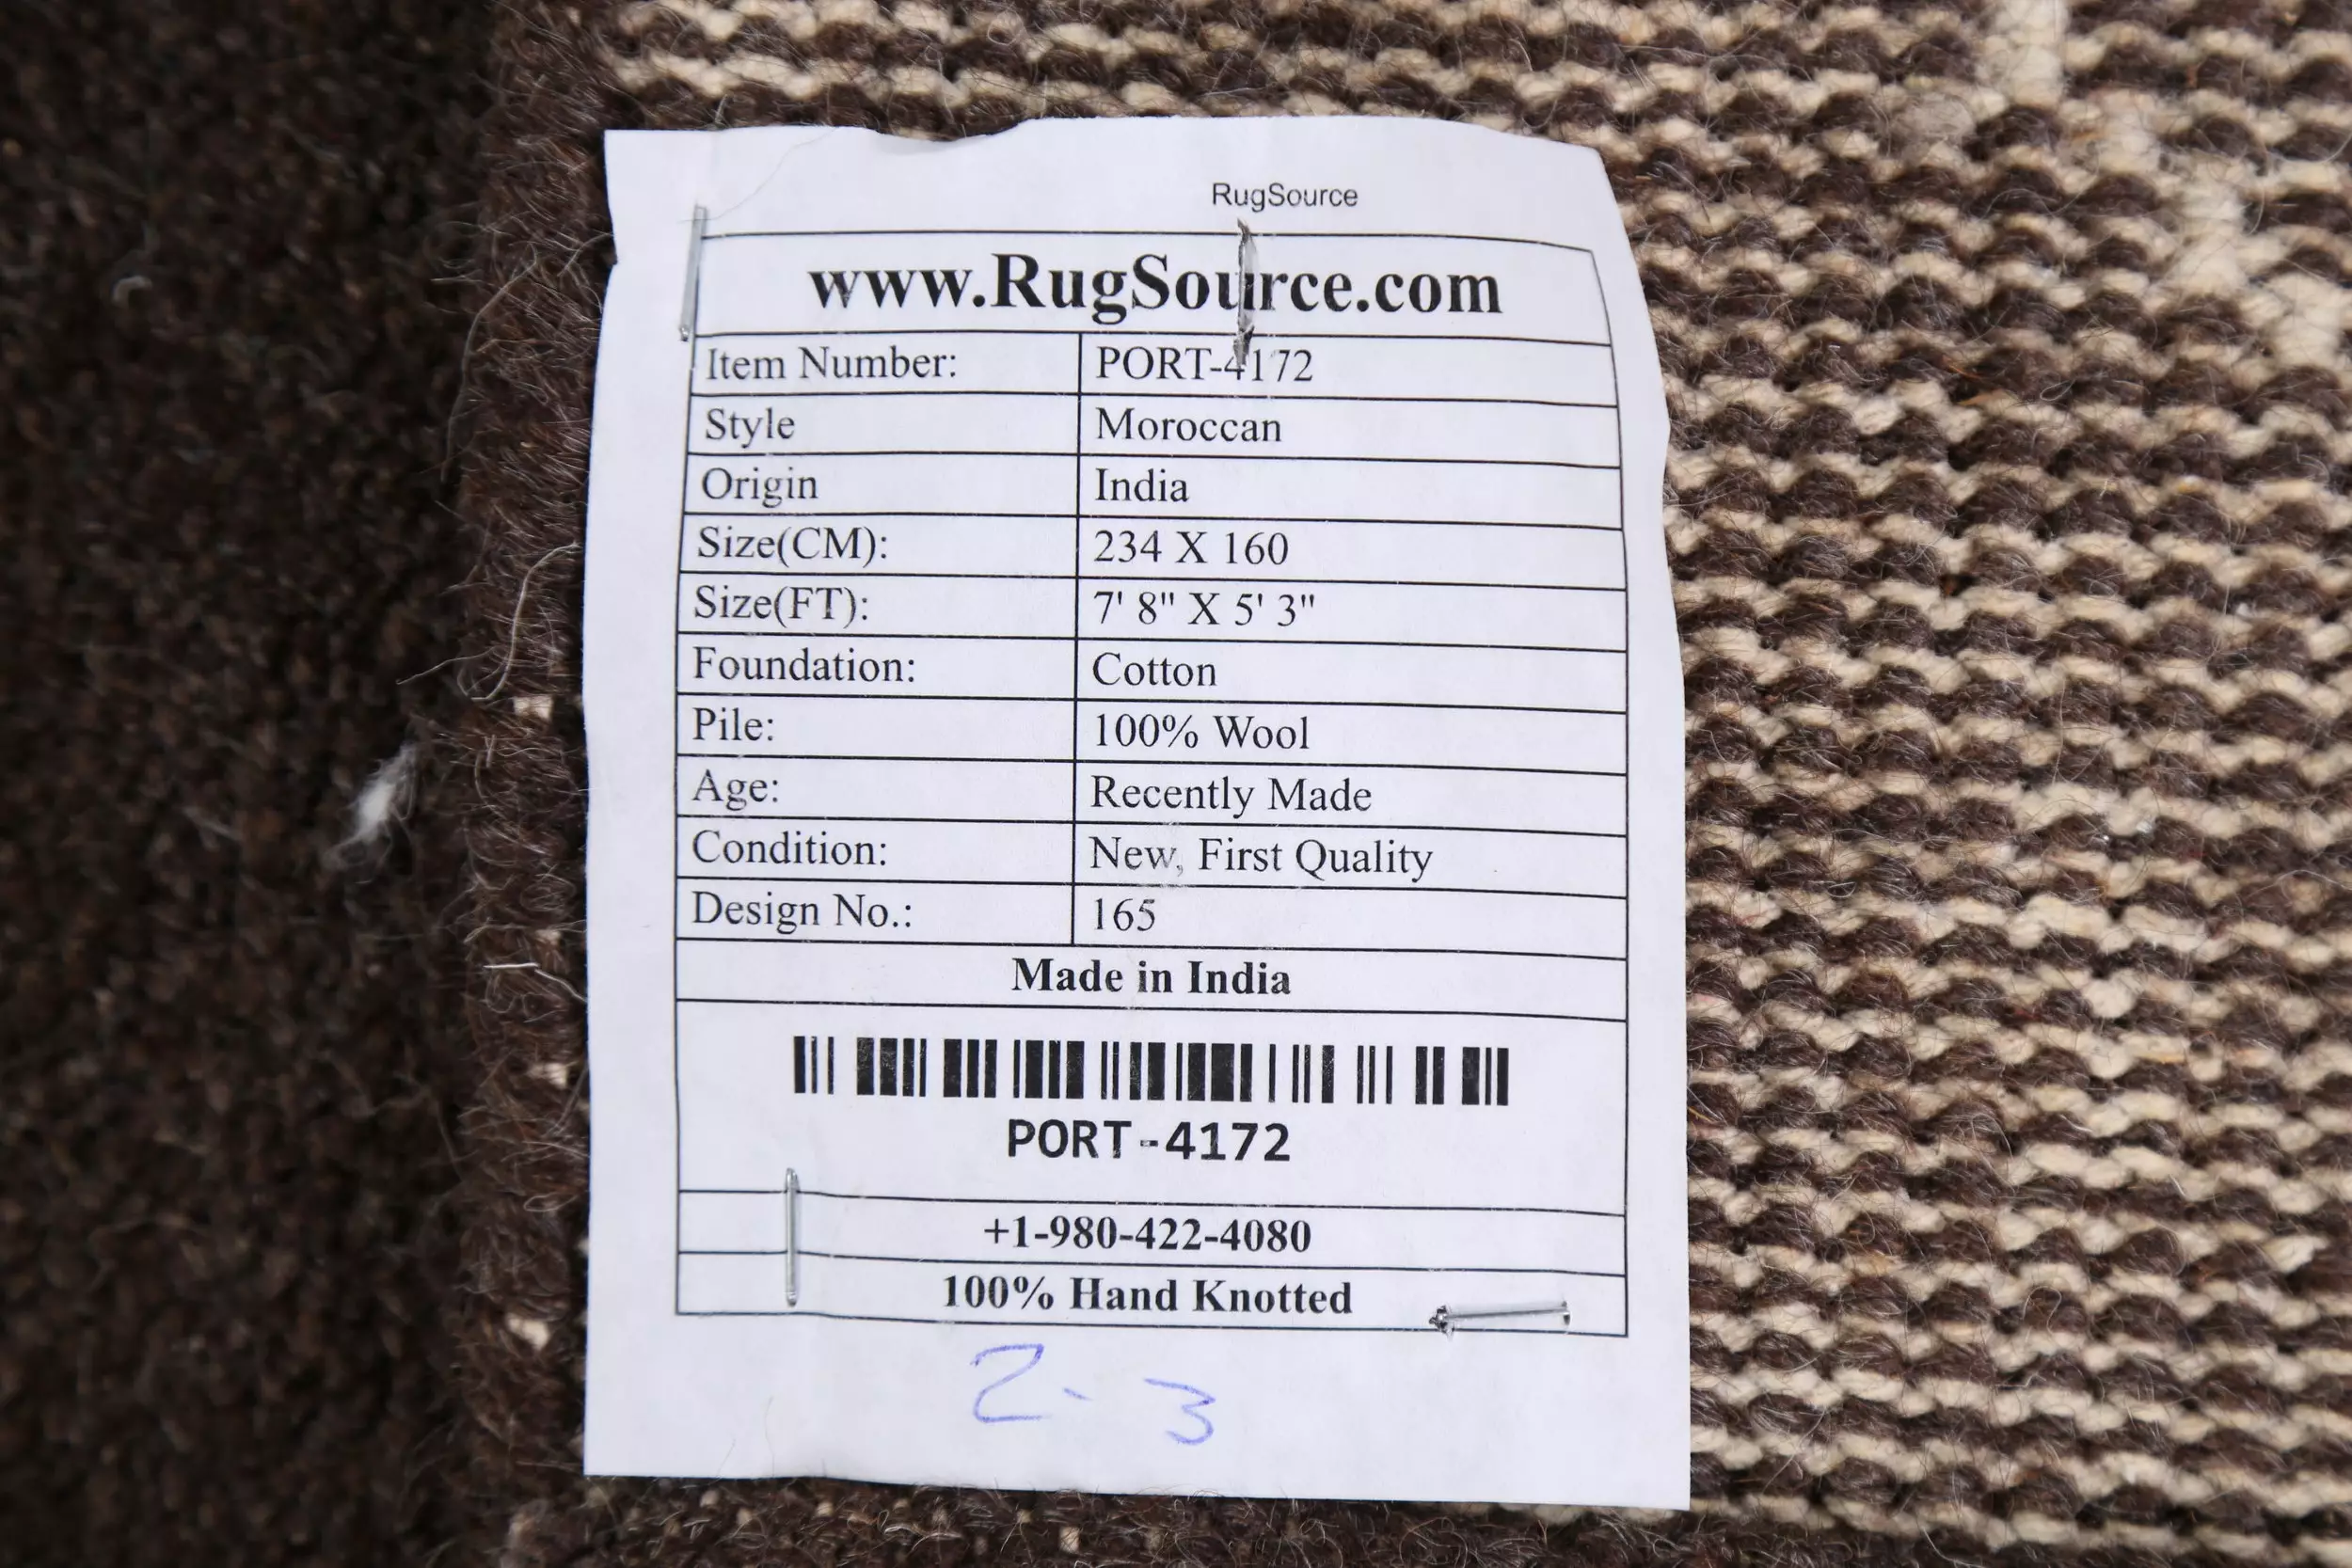 RugSource
www.RugSource.com
Item Number: PORT-4172
Style Moroccan
Origin India
Size(CM): 234 X 160
Size(FT): 7' 8" X 5' 3"
Foundation: Cotton
Pile: 100% Wool
Age: Recently Made
Condition: New, First Quality
Design No.: 165
Made in India
PORT-4172
+1-980-422-4080
100% Hand Knotted
2-3